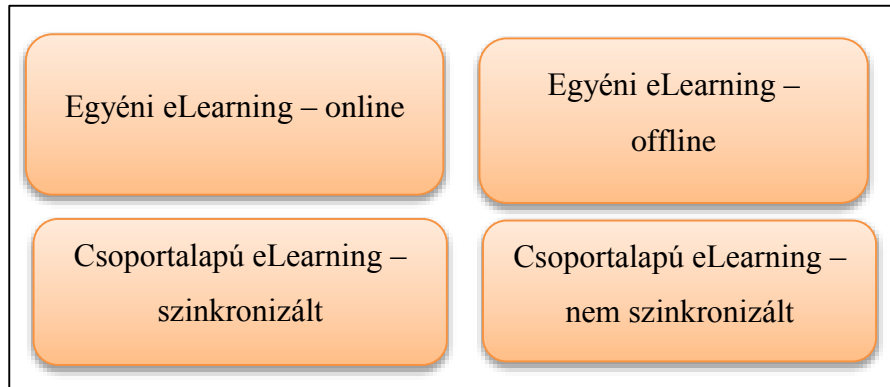 Egyéni eLearning – online
Egyéni eLearning –
offline
Csoportalapú eLearning –
szinkronizált
Csoportalapú eLearning –
nem szinkronizált